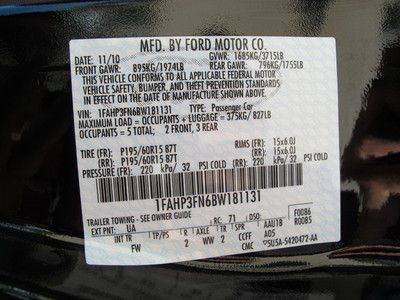 MFD. BY FORD MOTOR CO.
DATE: 11/10 GVWR: 1685KG/3715LB
FRONT GAWR: 895KG/1974LB REAR GAWR: 796KG/1755LB
THIS VEHICLE CONFORMS TO ALL APPLICABLE FEDERAL MOTOR
VEHICLE SAFETY, BUMPER, AND THEFT PREVENTION STANDARDS
IN EFFECT ON THE DATE OF MANUFACTURE SHOWN ABOVE.
VIN: 1FAHP3FN6BW181131 TYPE: Passenger Car
MAXIMUM LOAD = OCCUPANTS + LUGGAGE = 375KG/827LB
OCCUPANTS = 5 TOTAL: 2 FRONT, 3 REAR
TIRE (FR): P195/60R15 87T RIMS (FR): 15x6.0J
(RR): P195/60R15 87T (RR): 15x6.0J
PRESSURE (FR): 220 kPa/ 32 PSI COLD (RR) 220 kPa/ 32 PSI COLD
1FAHP3FN6BW181131
TRAILER TOWING - SEE OWNER GUIDE
EXT PNT: UA RC: 71 DSO: F0086
R0085
INT TR TP/PS R AXLE TR SPR AAU1B
FW 2 WW 2 CCFF A05
CMC SU5A-5420472-AA